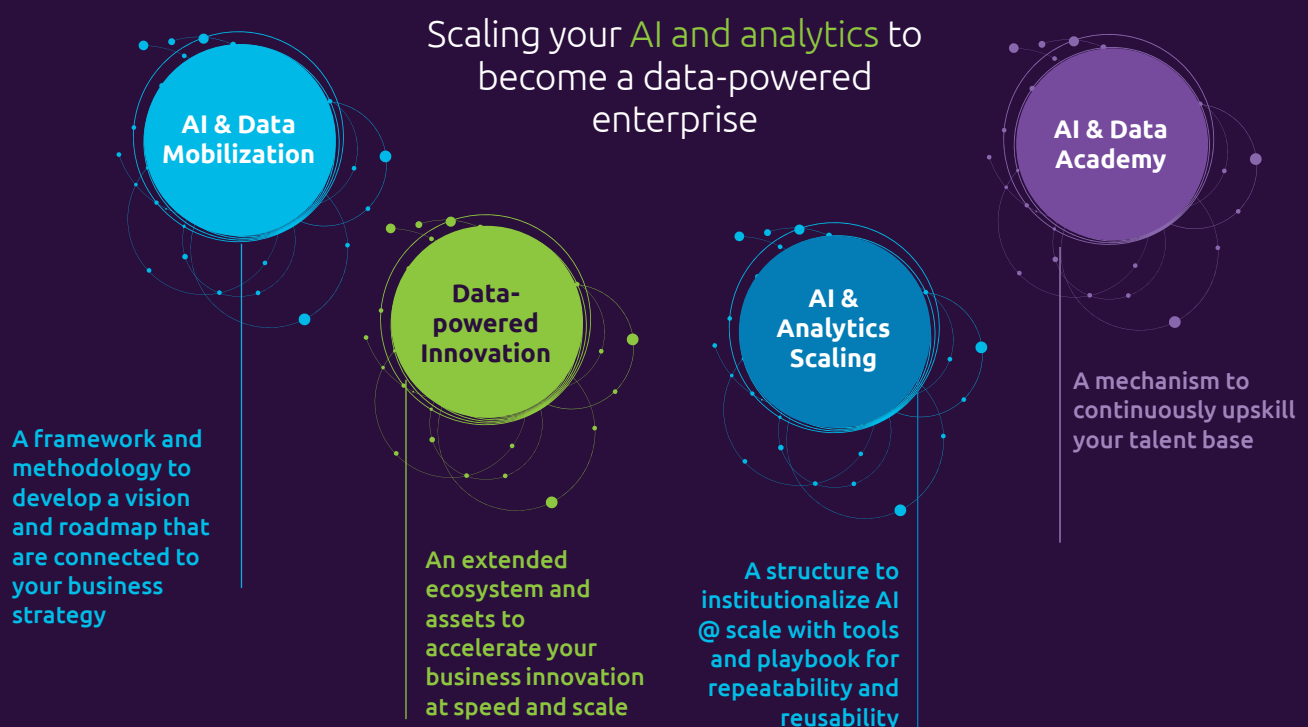 Scaling your AI and analytics to
become a data-powered
enterprise
AI & Data
Mobilization
A framework and
methodology to
develop a vision
and roadmap that
are connected to
your business
strategy
Data-
powered
Innovation
An extended
ecosystem and
assets to
accelerate your
business innovation
at speed and scale
AI &
Analytics
Scaling
A structure to
institutionalize AI
@ scale with tools
and playbook for
repeatability and
reusability
AI & Data
Academy
A mechanism to
continuously upskill
your talent base